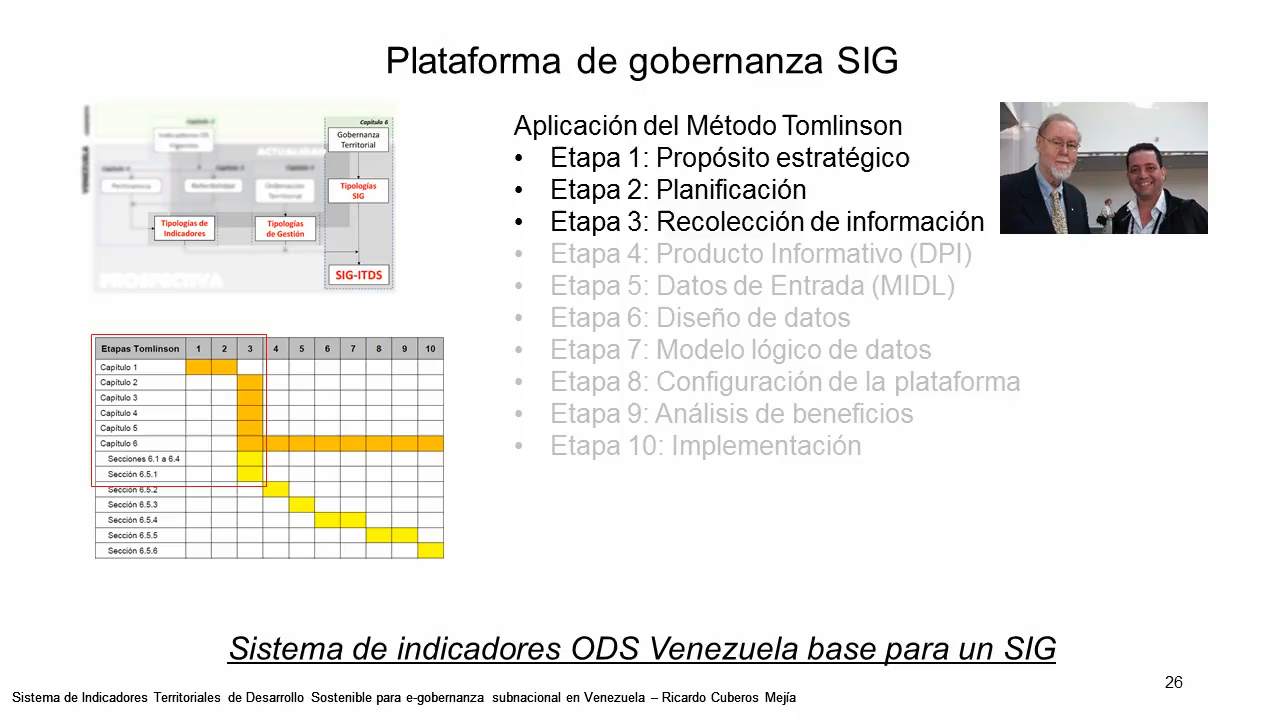 Plataforma de gobernanza SIG
Capítulo 6
Gobernanza
Territorial
Tipologías
SIG
Tipologías de
Indicadores
Tipologías
de Gestión
SIG-ITDS
PROSPECTIVA
VENEZUELA
Aplicación del Método Tomlinson
• Etapa 1: Propósito estratégico
• Etapa 2: Planificación
• Etapa 3: Recolección de información
• Etapa 4: Producto Informativo (DPI)
• Etapa 5: Datos de Entrada (MIDL)
• Etapa 6: Diseño de datos
• Etapa 7: Modelo lógico de datos
• Etapa 8: Configuración de la plataforma
• Etapa 9: Análisis de beneficios
• Etapa 10: Implementación
Etapas Tomlinson 1 2 3 4 5 6 7 8 9 10
Capítulo 1
Capítulo 2
Capítulo 3
Capítulo 4
Capítulo 5
Capítulo 6
Secciones 6.1 a 6.4
Sección 6.5.1
Sección 6.5.2
Sección 6.5.3
Sección 6.5.4
Sección 6.5.5
Sección 6.5.6
Sistema de indicadores ODS Venezuela base para un SIG
26
Sistema de Indicadores Territoriales de Desarrollo Sostenible para e-gobernanza subnacional en Venezuela – Ricardo Cuberos Mejía